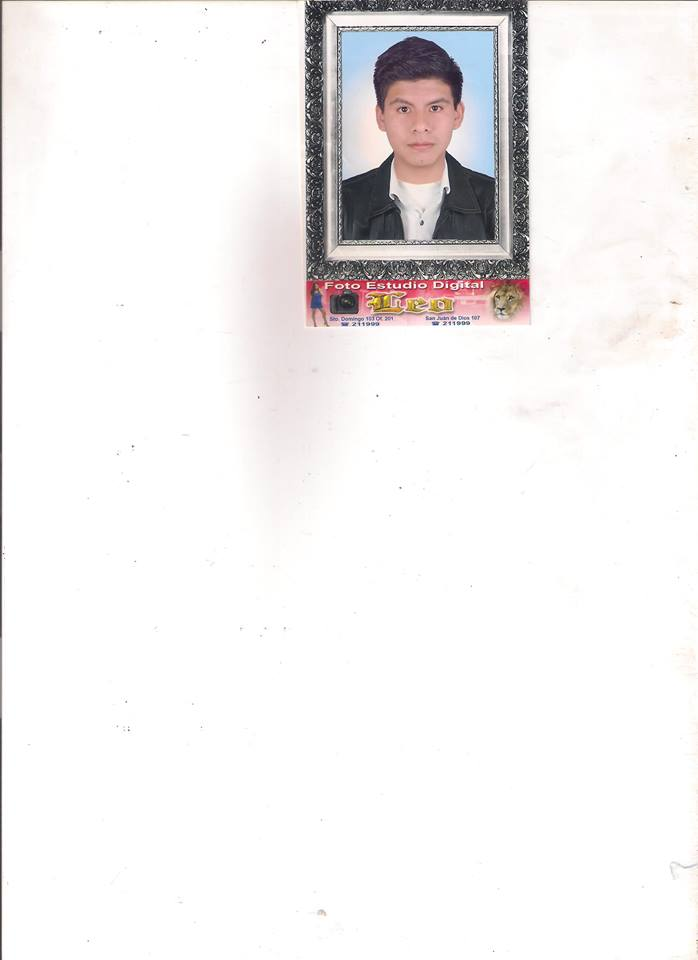 Foto Estudio Digital
Leo
Sto. Domingo 103 Of. 201
☎ 211999
San Juan de Dios 107
☎ 211999